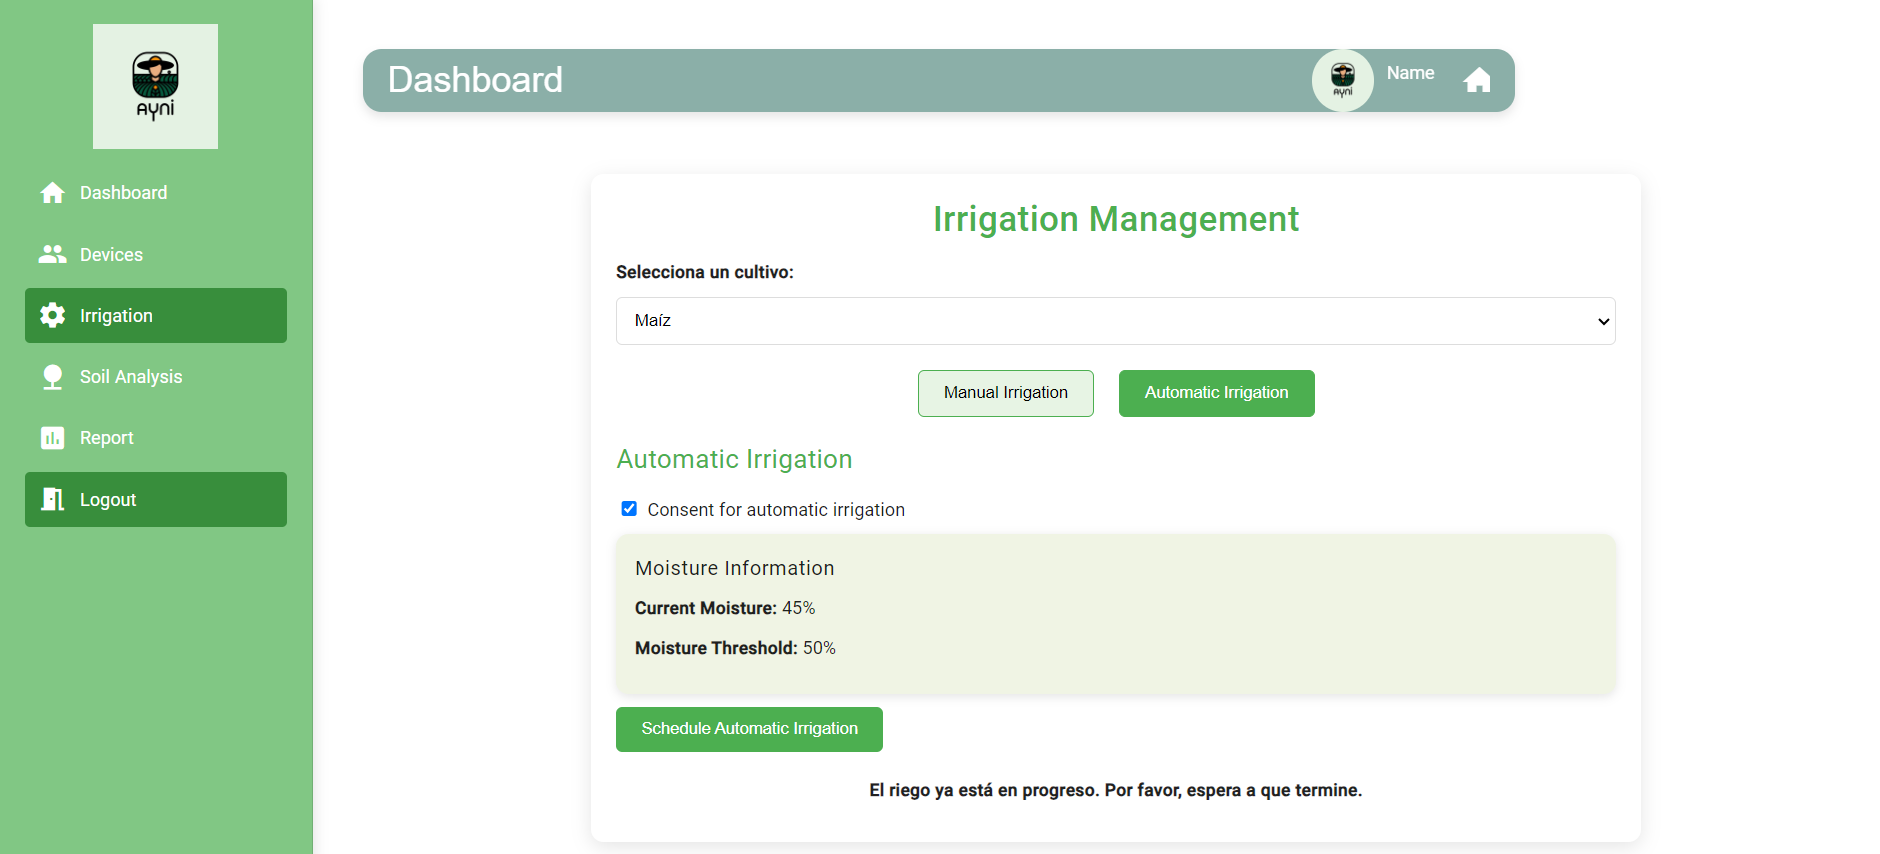 AYNi
Dashboard
Devices
Irrigation
Soil Analysis
Report
Logout
Dashboard
AYNi
Name
Irrigation Management
Selecciona un cultivo:
Maíz
Manual Irrigation
Automatic Irrigation
Automatic Irrigation
Consent for automatic irrigation
Moisture Information
Current Moisture: 45%
Moisture Threshold: 50%
Schedule Automatic Irrigation
El riego ya está en progreso. Por favor, espera a que termine.